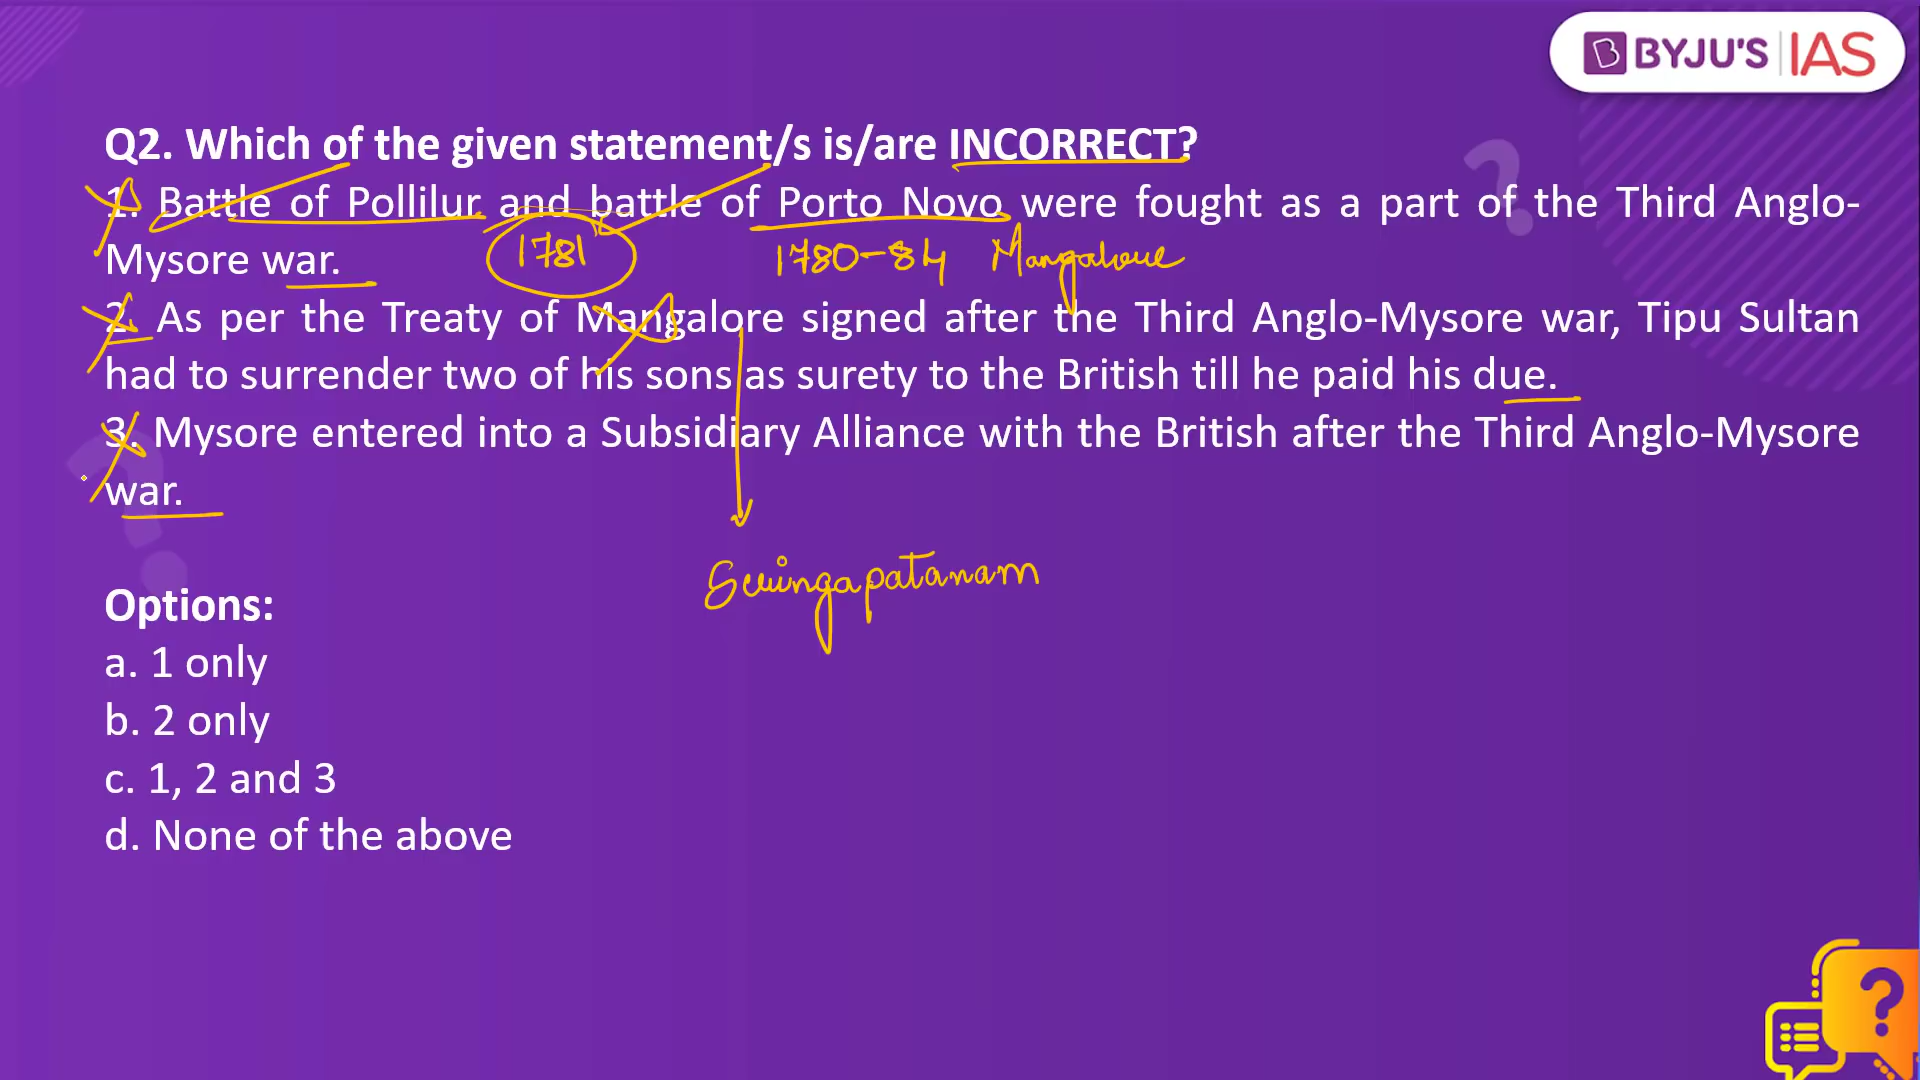 BYJU'S IAS
Q2. Which of the given statement/s is/are INCORRECT?
1. Battle of Pollilur and battle of Porto Novo were fought as a part of the Third Anglo-
Mysore war.
1781 1780-84 Mangalore
2. As per the Treaty of Mangalore signed after the Third Anglo-Mysore war, Tipu Sultan
had to surrender two of his sons as surety to the British till he paid his due.
3. Mysore entered into a Subsidiary Alliance with the British after the Third Anglo-Mysore
war.
Seringapatanam
Options:
a. 1 only
b. 2 only
c. 1, 2 and 3
d. None of the above